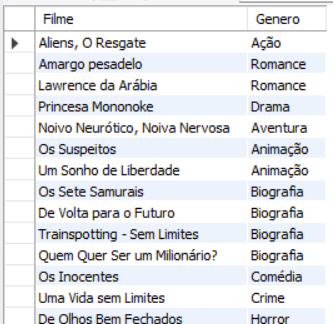 Filme Genero
Aliens, O Resgate Ação
Amargo pesadelo Romance
Lawrence da Arábia Romance
Princesa Mononoke Drama
Noivo Neurótico, Noiva Nervosa Aventura
Os Suspeitos Animação
Um Sonho de Liberdade Animação
Os Sete Samurais Biografia
De Volta para o Futuro Biografia
Trainspotting - Sem Limites Biografia
Quem Quer Ser um Milionário? Biografia
Os Inocentes Comédia
Uma Vida sem Limites Crime
De Olhos Bem Fechados Horror